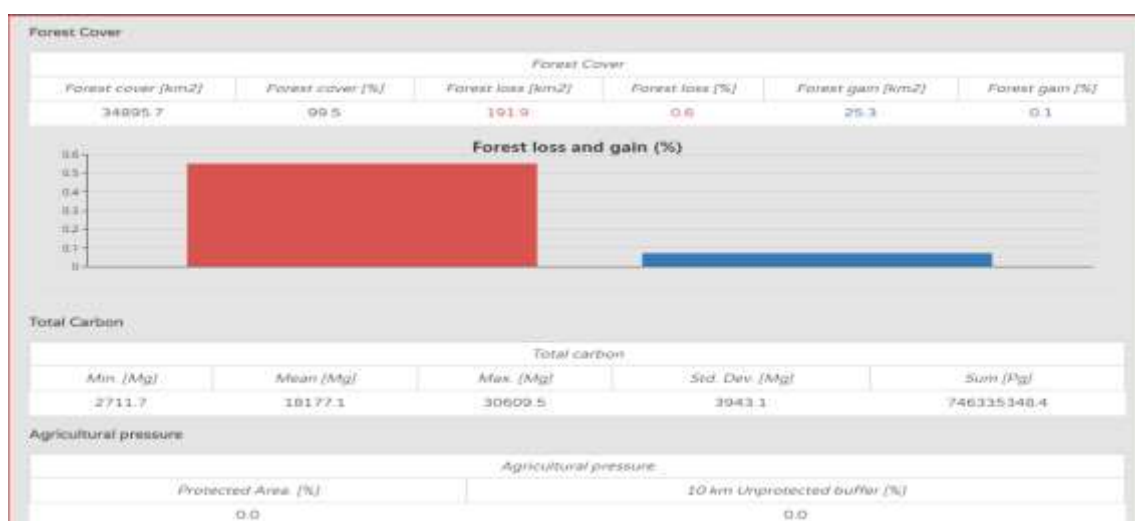 Forest Cover
Forest Cover
Forest cover [km2] Forest cover [%] Forest loss [km2] Forest loss [%] Forest gain [km2] Forest gain [%]
34895.7 99.5 191.9 0.6 25.3 0.1
Forest loss and gain (%)
0.6
0.5
0.4
0.3
0.2
0.1
0
Total Carbon
Total carbon
Min. [Mg] Mean [Mg] Max. [Mg] Std. Dev. [Mg] Sum [Pg]
2711.7 18177.1 30609.5 3943.1 746335348.4
Agricultural pressure
Agricultural pressure
Protected Area. [%] 10 km Unprotected buffer [%]
0.0 0.0